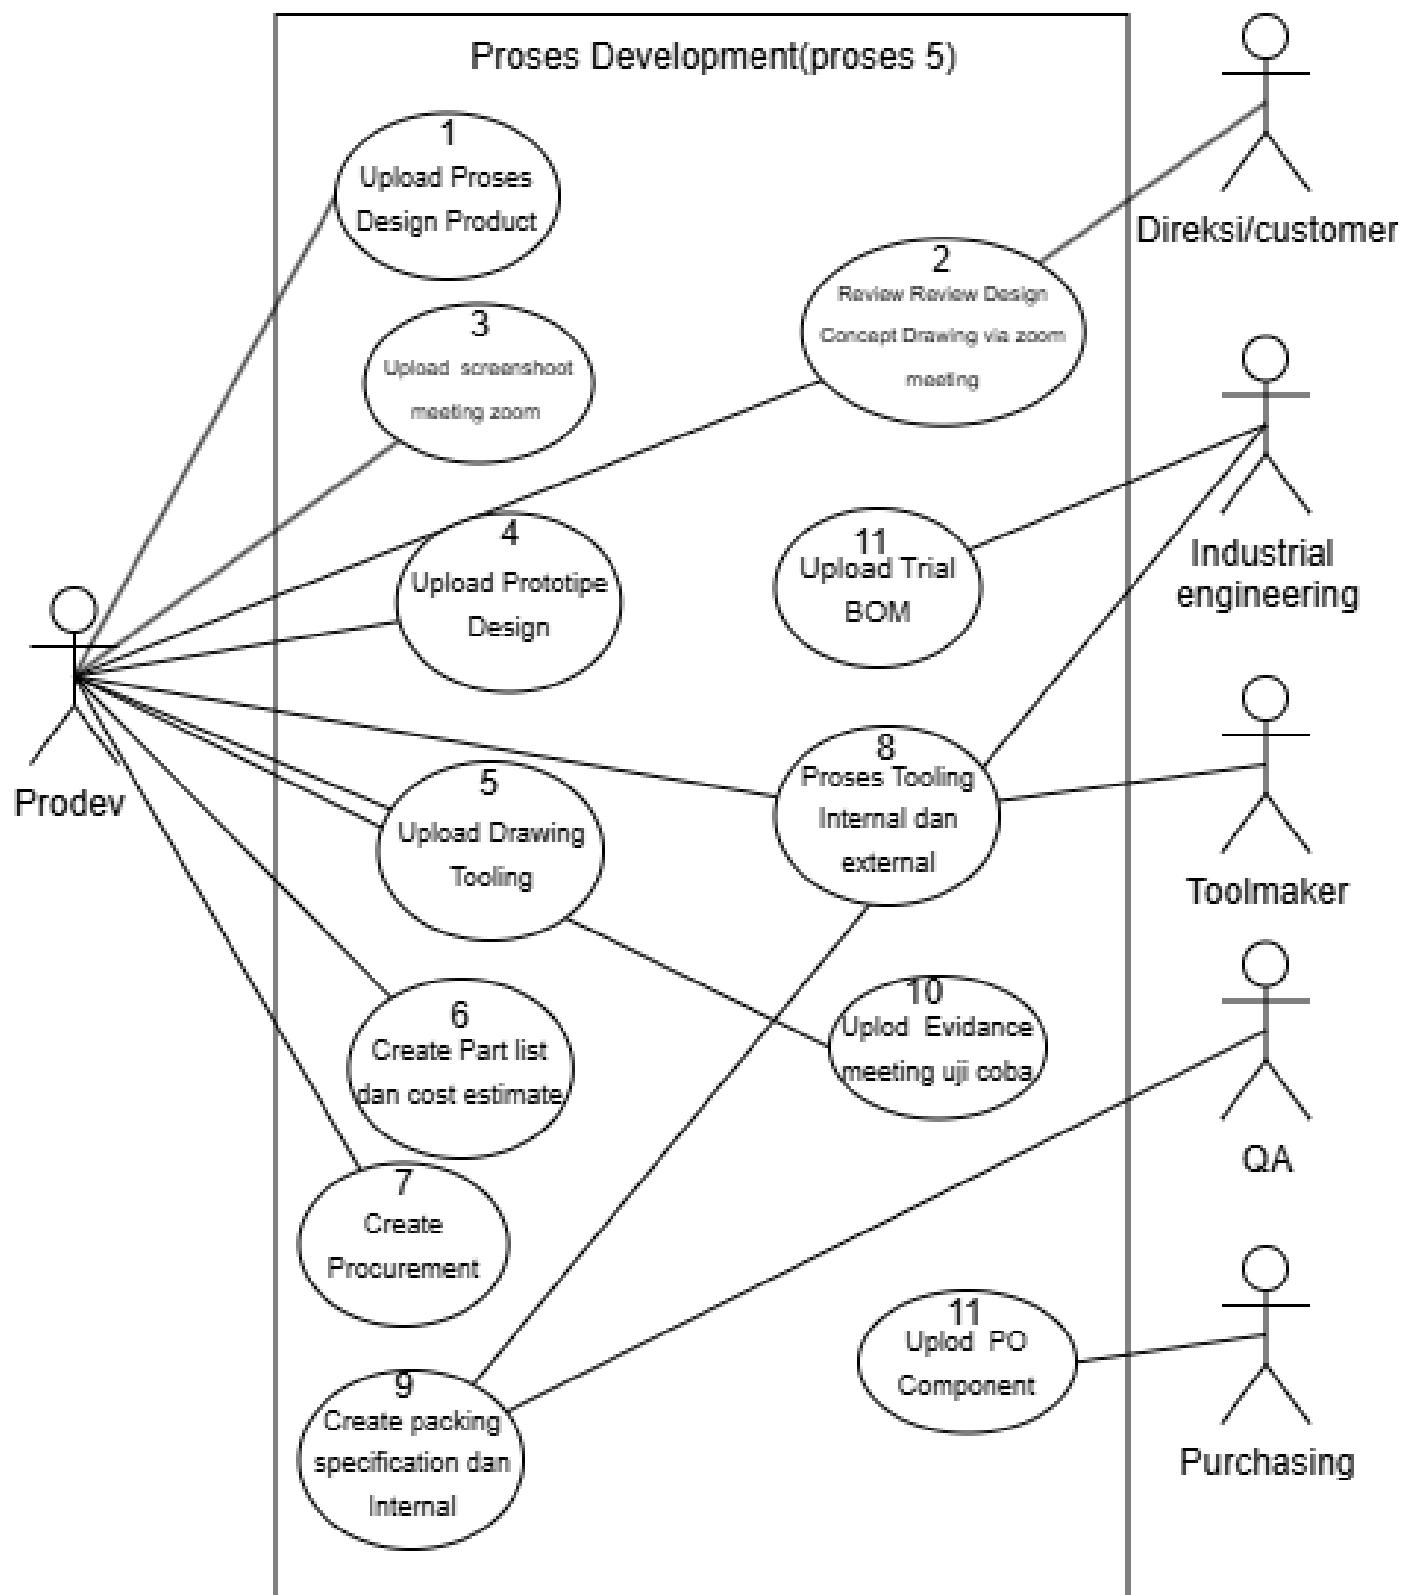 Proses Development(proses 5)
1
Upload Proses
Design Product
Direksi/customer
2
Review Review Design
Concept Drawing via zoom
meeting
3
Upload screenshoot
meeting zoom
4
Upload Prototipe
Design
11
Upload Trial
BOM
Industrial
engineering
Prodev
5
Upload Drawing
Tooling
8
Proses Tooling
Internal dan
external
Toolmaker
6
Create Part list
dan cost estimate
10
Uplod Evidance
meeting uji coba
QA
7
Create
Procurement
11
Uplod PO
Component
Purchasing
9
Create packing
specification dan
Internal